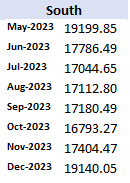 South
May-2023 19199.85
Jun-2023 17786.49
Jul-2023 17044.65
Aug-2023 17112.80
Sep-2023 17180.49
Oct-2023 16793.27
Nov-2023 17404.47
Dec-2023 19140.05